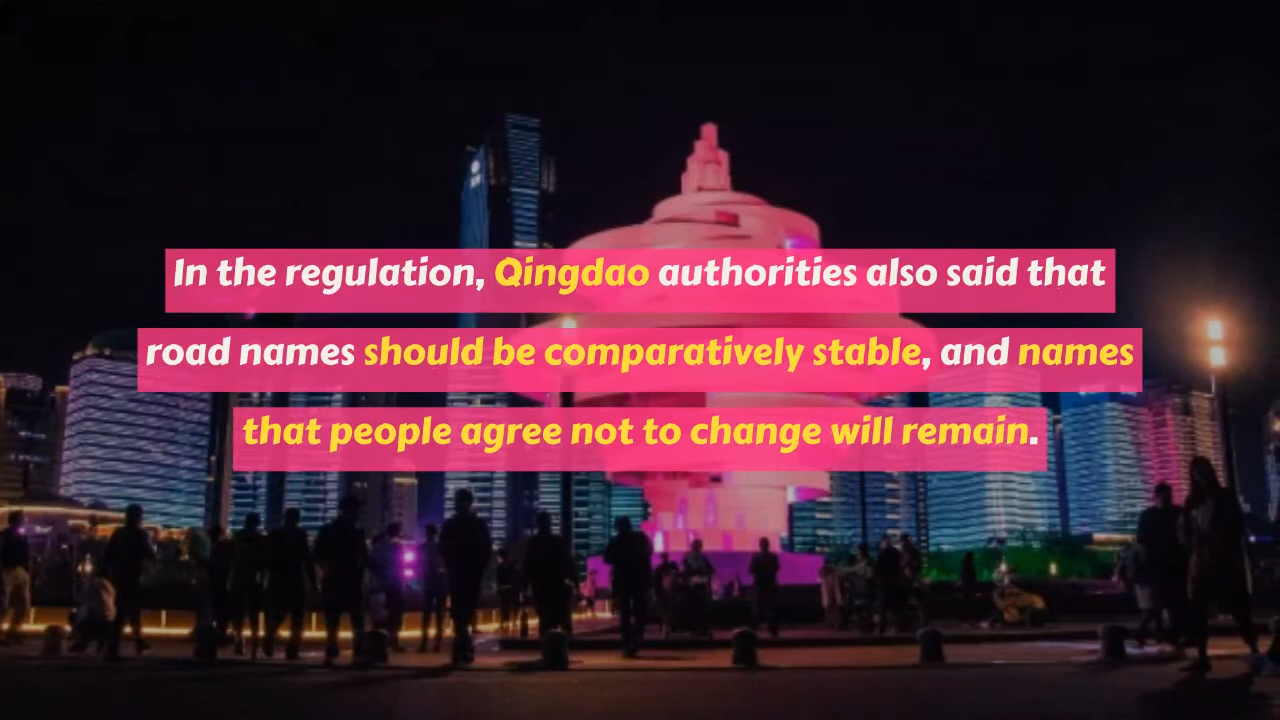 In the regulation, Qingdao authorities also said that
road names should be comparatively stable, and names
that people agree not to change will remain.